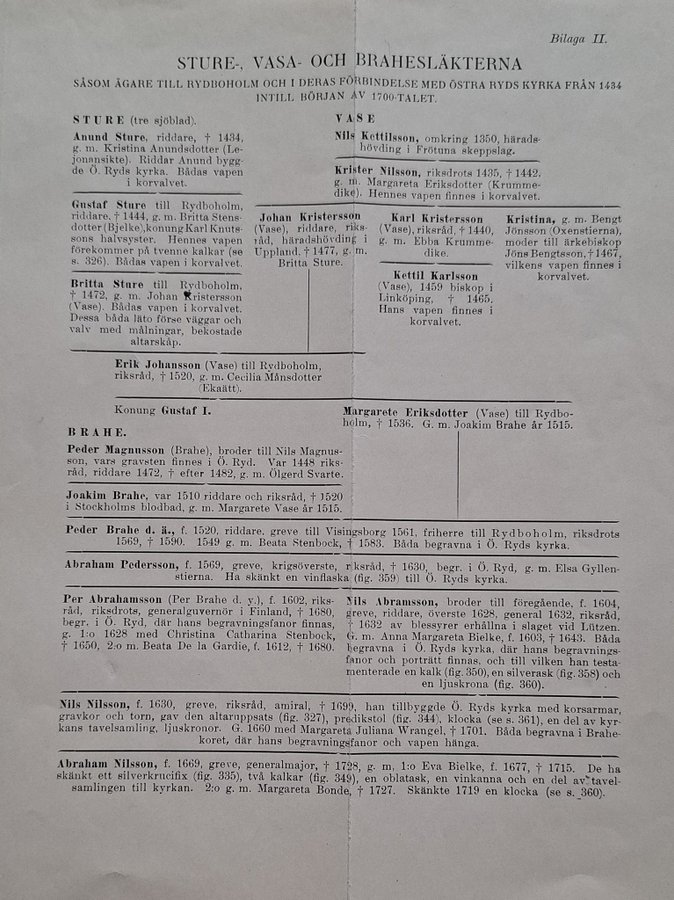 Bilaga II.
STURE-, VASA- OCH BRAHESLÄKTERNA
SÅSOM ÄGARE TILL RYDBOHOLM OCH I DERAS FÖRBINDELSE MED ÖSTRA RYDS KYRKA FRÅN 1434
INTILL BÖRJAN AV 1700-TALET.
STURE (tre sjöblad).
Anund Sture, riddare, † 1434,
g. m. Kristina Anundsdotter (Le-
jonansikte). Riddar Anund bygg-
de Ö. Ryds kyrka. Bådas vapen
i korvalvet.
Gustaf Sture till Rydboholm,
riddare, † 1444, g. m. Britta Stens-
dotter (Bjelke), konung Karl Knuts-
sons halvsyster. Hennes vapen
förekommer på tvenne kalkar (se
s. 326). Bådas vapen i korvalvet.
Britta Sture till Rydboholm,
† 1472, g. m. Johan Kristersson
(Vase). Bådas vapen i korvalvet.
Dessa båda läto förse väggar och
valv med målningar, bekostade
altarskåp.
VASE
Nils Kettilsson, omkring 1350, härads-
hövding i Frötuna skeppslag.
Krister Nilsson, riksdrots 1435, † 1442,
g. m. Margareta Eriksdotter (Krumme-
dike). Hennes vapen finnes i korvalvet.
Johan Kristersson
(Vase), riddare, riks-
råd, häradshövding i
Uppland, † 1477, g. m.
Britta Sture.
Karl Kristersson
(Vase), riksråd, † 1440,
g. m. Ebba Krumme-
dike.
Kettil Karlsson
(Vase), 1459 biskop i
Linköping, † 1465.
Hans vapen finnes i
korvalvet.
Kristina, g. m. Bengt
Jönsson (Oxenstierna),
moder till ärkebiskop
Jöns Bengtsson, † 1467,
vilkens vapen finnes i
korvalvet.
Erik Johansson (Vase) till Rydboholm,
riksråd, † 1520, g. m. Cecilia Månsdotter
(Ekaätt).
Konung Gustaf I.
Margarete Eriksdotter (Vase) till Rydbo-
holm, † 1536. G. m. Joakim Brahe år 1515.
BRAHE.
Peder Magnusson (Brahe), broder till Nils Magnus-
son, vars gravsten finnes i Ö. Ryd. Var 1448 riks-
råd, riddare 1472, † efter 1482, g. m. Ölgerd Svarte.
Joakim Brahe, var 1510 riddare och riksråd, † 1520
i Stockholms blodbad, g. m. Margarete Vase år 1515.
Peder Brahe d. ä., f. 1520, riddare, greve till Visingsborg 1561, friherre till Rydboholm, riksdrots
1569, † 1590. 1549 g. m. Beata Stenbock, † 1583. Båda begravna i Ö. Ryds kyrka.
Abraham Pedersson, f. 1569, greve, krigsöverste, riksråd, † 1630, begr. i Ö. Ryd, g. m. Elsa Gyllen-
stierna. Ha skänkt en vinflaska (fig. 359) till Ö. Ryds kyrka.
Per Abrahamsson (Per Brahe d. y.), f. 1602, riks-
råd, riksdrots, generalguvernör i Finland, † 1680,
begr. i Ö. Ryd, där hans begravningsfanor finnas,
g. 1:o 1628 med Christina Catharina Stenbock,
† 1650, 2:o m. Beata De la Gardie, f. 1612, † 1680.
Nils Abramsson, broder till föregående, f. 1604,
greve, riddare, överste 1628, general 1632, riksråd,
† 1632 av blessyrer erhållna i slaget vid Lützen.
G. m. Anna Margareta Bielke, f. 1603, † 1643. Båda
begravna i Ö. Ryds kyrka, där hans begravnings-
fanor och porträtt finnas, och till vilken han testa-
menterade en kalk (fig. 350), en silverask (fig. 358) och
en ljuskrona (fig. 360).
Nils Nilsson, f. 1630, greve, riksråd, amiral, † 1699, han tillbyggde Ö. Ryds kyrka med korsarmar,
gravkor och torn, gav den altaruppsats (fig. 327), predikstol (fig. 344), klocka (se s. 361), en del av kyr-
kans tavelsamling, ljuskronor. G. 1660 med Margareta Juliana Wrangel, † 1701. Båda begravna i Brahe-
koret, där hans begravningsfanor och vapen hänga.
Abraham Nilsson, f. 1669, greve, generalmajor, † 1728, g. m. 1:o Eva Bielke, f. 1677, † 1715. De ha
skänkt ett silverkrucifix (fig. 335), två kalkar (fig. 349), en oblatask, en vinkanna och en del av tavel-
samlingen till kyrkan. 2:o g. m. Margareta Bonde, † 1727. Skänkte 1719 en klocka (se s. 360).